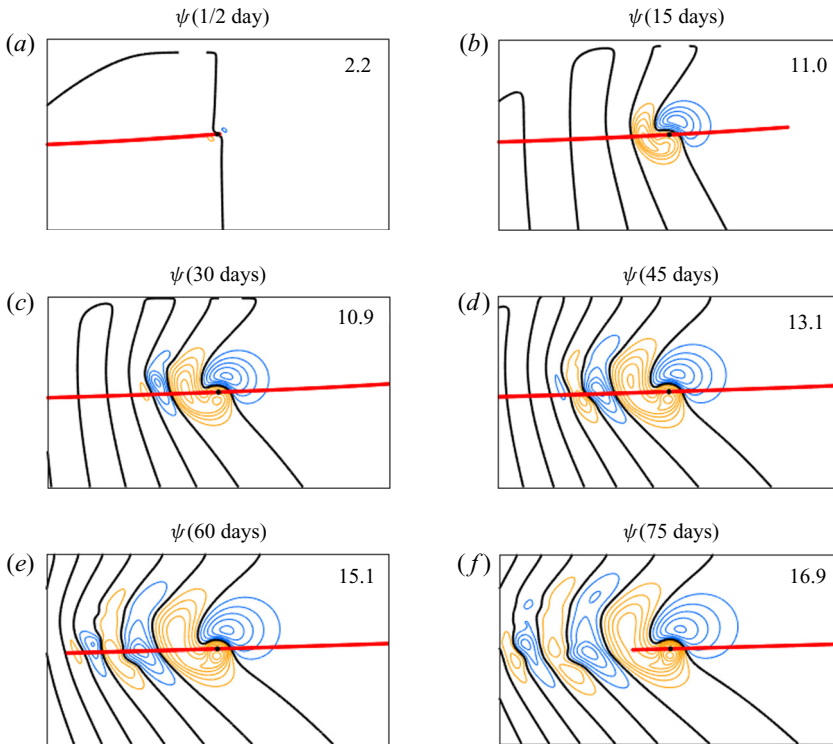 ψ(1/2 day)
(a)
2.2
ψ(15 days)
(b)
11.0
ψ(30 days)
(c)
10.9
ψ(45 days)
(d)
13.1
ψ(60 days)
(e)
15.1
ψ(75 days)
(f)
16.9